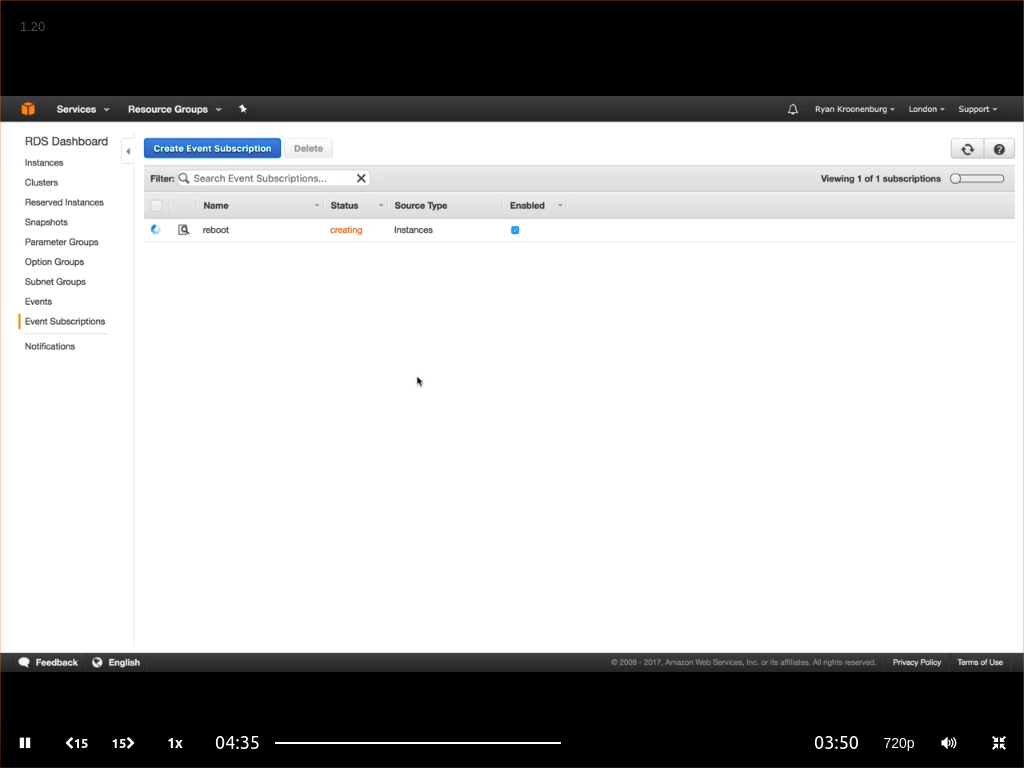 1.20
Services Resource Groups Ryan Kroonenburg London Support
RDS Dashboard
Instances
Clusters
Reserved Instances
Snapshots
Parameter Groups
Option Groups
Subnet Groups
Events
Event Subscriptions
Notifications
Create Event Subscription Delete
Filter: Search Event Subscriptions... Viewing 1 of 1 subscriptions
Name Status Source Type Enabled
reboot creating Instances
Feedback English © 2008 - 2017, Amazon Web Services, Inc. or its affiliates. All rights reserved. Privacy Policy Terms of Use
15 15 1x 04:35 03:50 720p